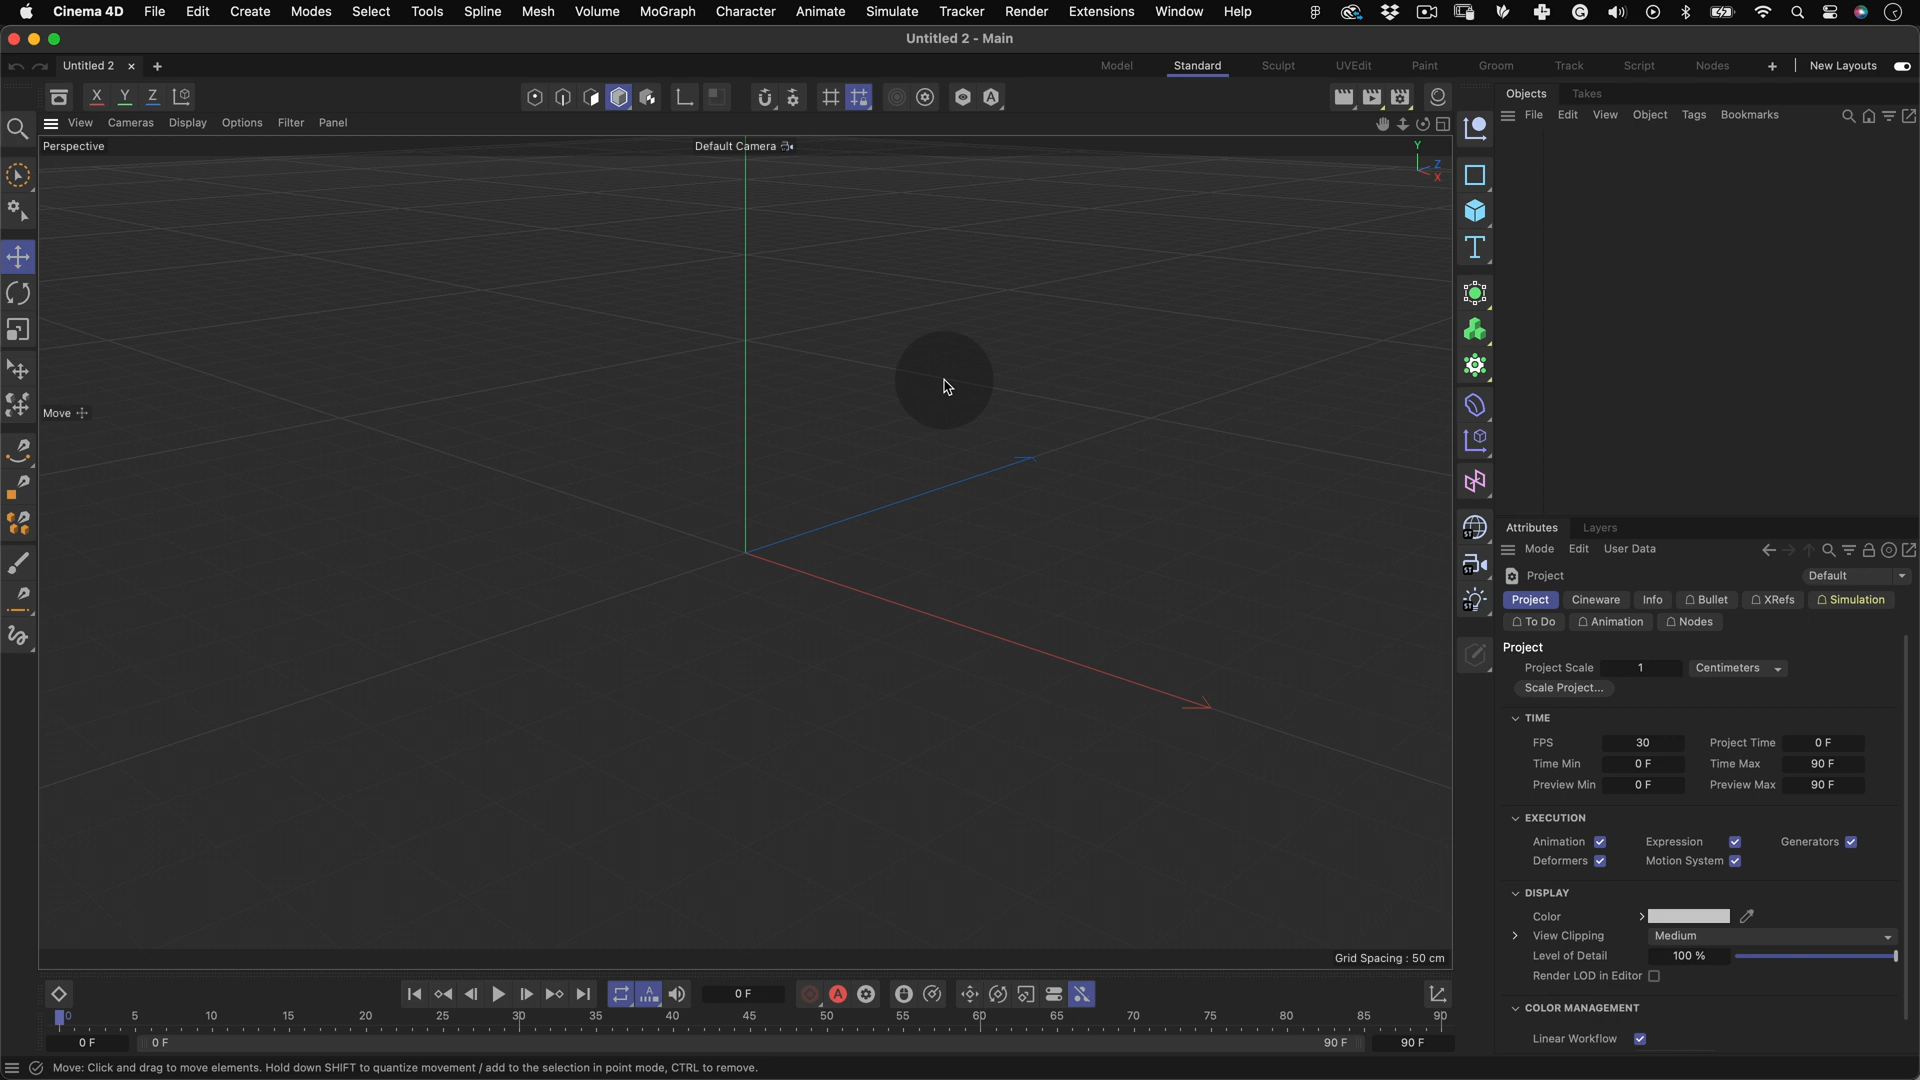 Cinema 4D File Edit Create Modes Select Tools Spline Mesh Volume MoGraph Character Animate Simulate Tracker Render Extensions Window Help
Untitled 2 - Main
Untitled 2 × + Model Standard Sculpt UVEdit Paint Groom Track Script Nodes + New Layouts
X Y Z
Objects Takes
File Edit View Object Tags Bookmarks
View Cameras Display Options Filter Panel
Perspective Default Camera
Y
Z
X
Move
Grid Spacing : 50 cm
Attributes Layers
Mode Edit User Data
Project Default
Project Cineware Info Bullet XRefs Simulation
To Do Animation Nodes
Project
Project Scale 1 Centimeters
Scale Project...
TIME
FPS 30 Project Time 0 F
Time Min 0 F Time Max 90 F
Preview Min 0 F Preview Max 90 F
EXECUTION
Animation Expression Generators
Deformers Motion System
DISPLAY
Color
View Clipping Medium
Level of Detail 100 %
Render LOD in Editor
COLOR MANAGEMENT
Linear Workflow
0 F
0 5 10 15 20 25 30 35 40 45 50 55 60 65 70 75 80 85 90
0 F 0 F 90 F 90 F
Move: Click and drag to move elements. Hold down SHIFT to quantize movement / add to the selection in point mode, CTRL to remove.